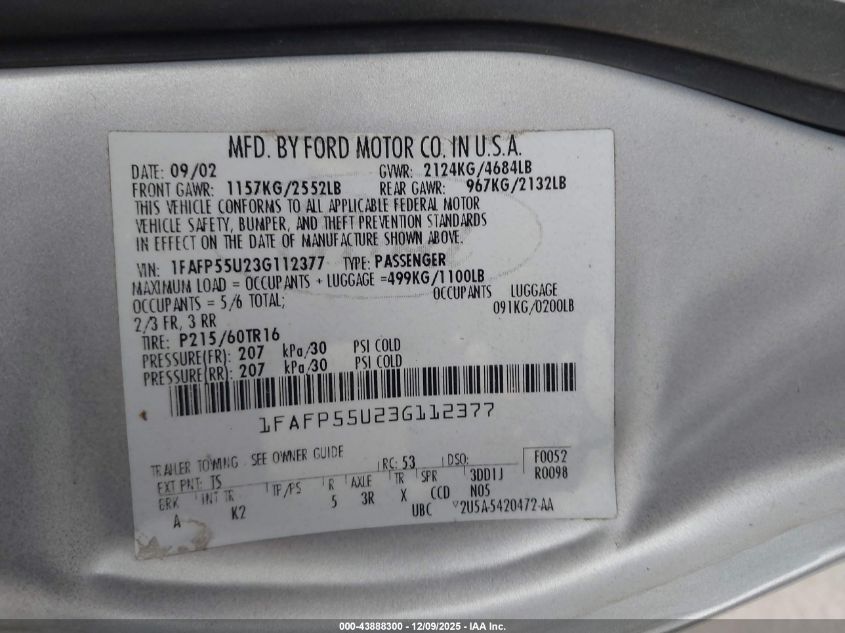 MFD. BY FORD MOTOR CO. IN U.S.A.
DATE: 09/02 GVWR: 2124KG/4684LB
FRONT GAWR: 1157KG/2552LB REAR GAWR: 967KG/2132LB
THIS VEHICLE CONFORMS TO ALL APPLICABLE FEDERAL MOTOR
VEHICLE SAFETY, BUMPER, AND THEFT PREVENTION STANDARDS
IN EFFECT ON THE DATE OF MANUFACTURE SHOWN ABOVE.
VIN: 1FAFP55U23G112377 TYPE: PASSENGER
MAXIMUM LOAD = OCCUPANTS + LUGGAGE =499KG/1100LB
OCCUPANTS = 5/6 TOTAL; OCCUPANTS LUGGAGE
2/3 FR, 3 RR 091KG/0200LB
TIRE: P215/60TR16
PRESSURE(FR): 207 kPa/30 PSI COLD
PRESSURE(RR): 207 kPa/30 PSI COLD
1FAFP55U23G112377
TRAILER TOWING - SEE OWNER GUIDE
EXT PNT: TS RC: 53 DSO: F0052
BRK INT TR TP/PS R AXLE TR SPR 3DD1J R0098
A K2 5 3R X CCD N05
UBC 2U5A-5420472-AA
000-43888300 - 12/09/2025 - IAA Inc.